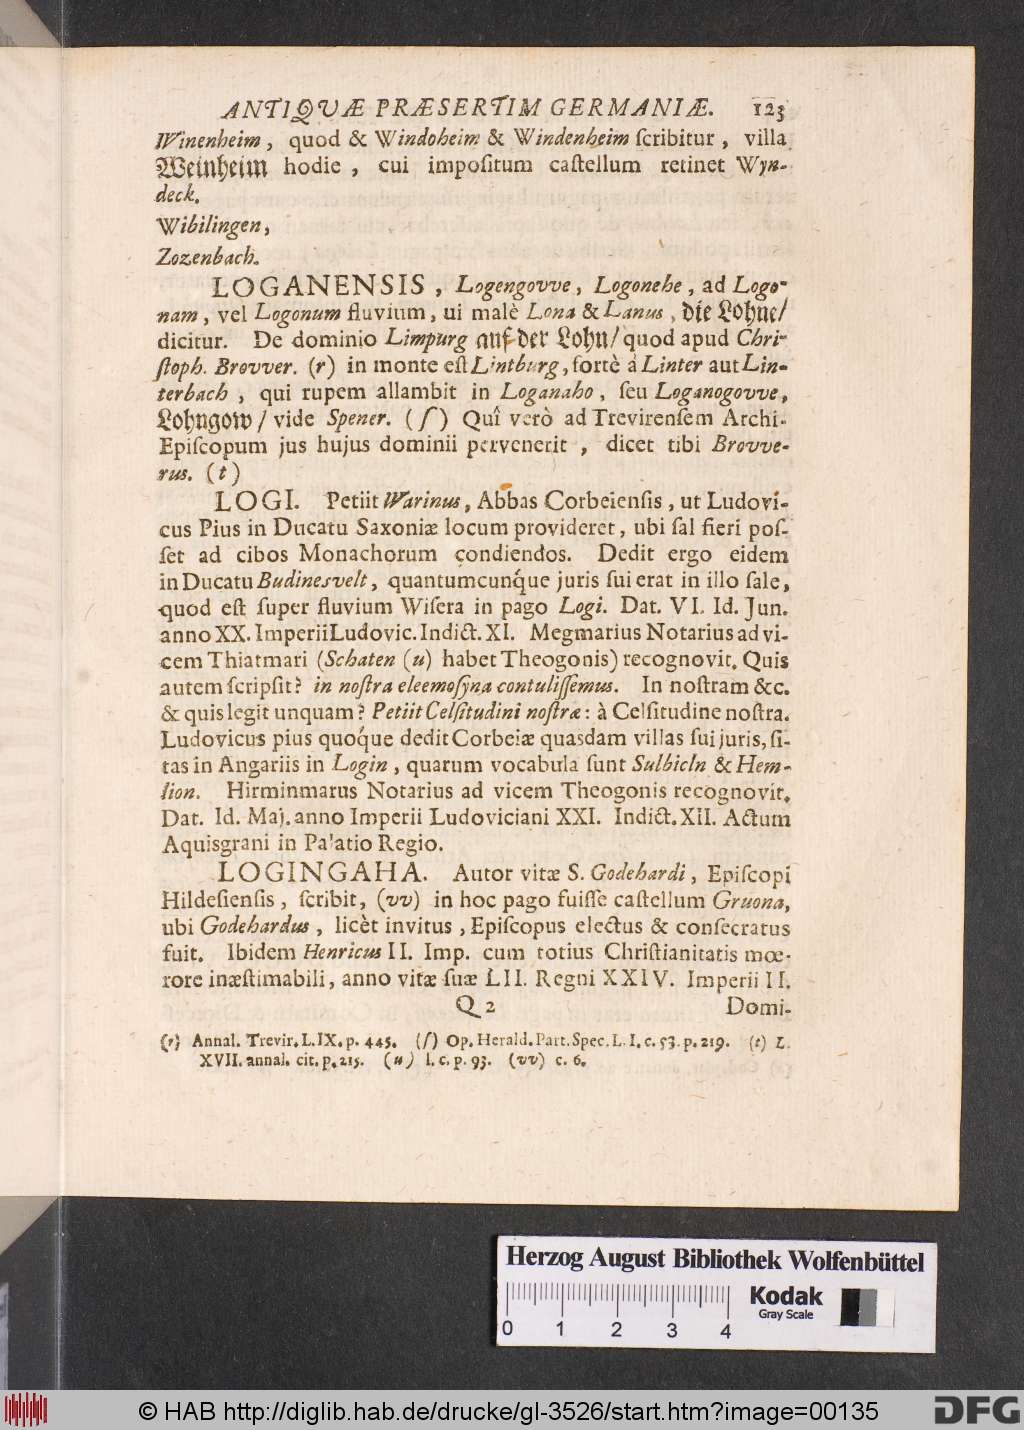 ANTIQVÆ PRÆSERTIM GERMANIÆ. 123
Winenheim, quod & Windoheim & Windenheim ſcribitur, villa
Weinheim hodie, cui impoſitum caſtellum retinet Wyn-
deck.
Wibilingen,
Zozenbach.
LOGANENSIS, Logengovve, Logonehe, ad Logo-
nam, vel Logonum fluvium, ui malè Lona & Lanus, die Lohne/
dicitur. De dominio Limpurg auf der Lohn/ quod apud Chri-
ſtoph. Brovver. (r) in monte eſt Lintburg, fortè à Linter aut Lin-
terbach, qui rupem allambit in Loganaho, ſeu Loganogovve,
Lohngow/ vide Spener. (ſ) Quî verò ad Trevirenſem Archi-
Epiſcopum jus hujus dominii pervenerit, dicet tibi Brovve-
rus. (t)
LOGI. Petiit Warinus, Abbas Corbeienſis, ut Ludovi-
cus Pius in Ducatu Saxoniæ locum provideret, ubi ſal fieri poſ-
ſet ad cibos Monachorum condiendos. Dedit ergo eidem
in Ducatu Budinesvelt, quantumcunq́ue juris ſui erat in illo ſale,
quod eſt ſuper fluvium Wiſera in pago Logi. Dat. VI. Id. Jun.
anno XX. Imperii Ludovic. Indict. XI. Megmarius Notarius ad vi-
cem Thiatmari (Schaten (u) habet Theogonis) recognovit. Quis
autem ſcripſit? in noſtra eleemoſyna contuliſſemus. In noſtram &c.
& quis legit unquam? Petiit Celſitudini noſtræ: à Celſitudine noſtra.
Ludovicus pius quoq́ue dedit Corbeiæ quasdam villas ſui juris, ſi-
tas in Angariis in Login, quarum vocabula ſunt Sulbicln & Hem-
lion. Hirminmarus Notarius ad vicem Theogonis recognovit.
Dat. Id. Maj. anno Imperii Ludoviciani XXI. Indict. XII. Actum
Aquisgrani in Palatio Regio.
LOGINGAHA. Autor vitæ S. Godehardi, Epiſcopi
Hildeſienſis, ſcribit, (vv) in hoc pago fuiſſe caſtellum Gruona,
ubi Godehardus, licèt invitus, Epiſcopus electus & conſecratus
fuit. Ibidem Henricus II. Imp. cum totius Chriſtianitatis mœ-
rore inæſtimabili, anno vitæ ſuæ LII. Regni XXIV. Imperii II.
Q 2 Domi-
(r) Annal. Trevir. L. IX. p. 445. (ſ) Op. Herald. Part. Spec. L. I. c. 53. p. 219. (t) L.
XVII. annal. cit. p. 215. (u) l. c. p. 93. (vv) c. 6.
Herzog August Bibliothek Wolfenbüttel
0 1 2 3 4
Kodak
Gray Scale
© HAB http://diglib.hab.de/drucke/gl-3526/start.htm?image=00135
DFG